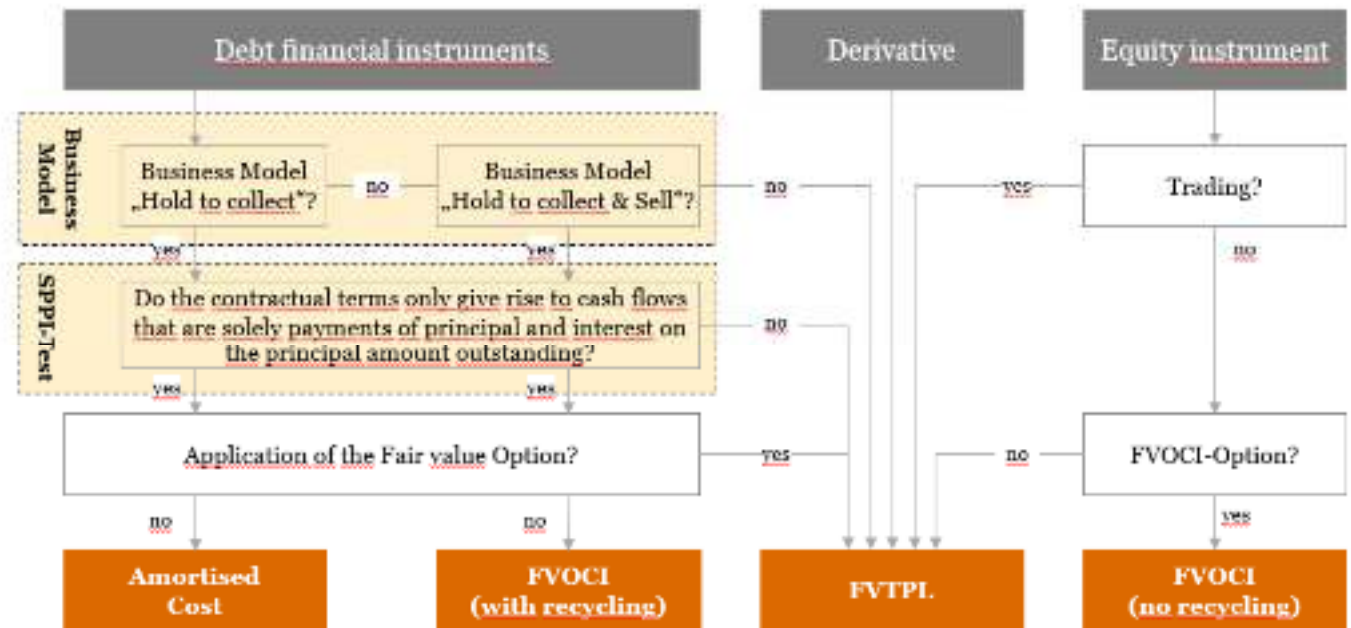 Debt financial instruments
Derivative
Equity instrument
Business
Model
Business Model
„Hold to collect“?
no
Business Model
„Hold to collect & Sell“?
no
yes
Trading?
yes
yes
no
SPPI-Test
Do the contractual terms only give rise to cash flows
that are solely payments of principal and interest on
the principal amount outstanding?
no
yes
yes
Application of the Fair value Option?
yes
no
FVOCI-Option?
no
no
yes
Amortised
Cost
FVOCI
(with recycling)
FVTPL
FVOCI
(no recycling)